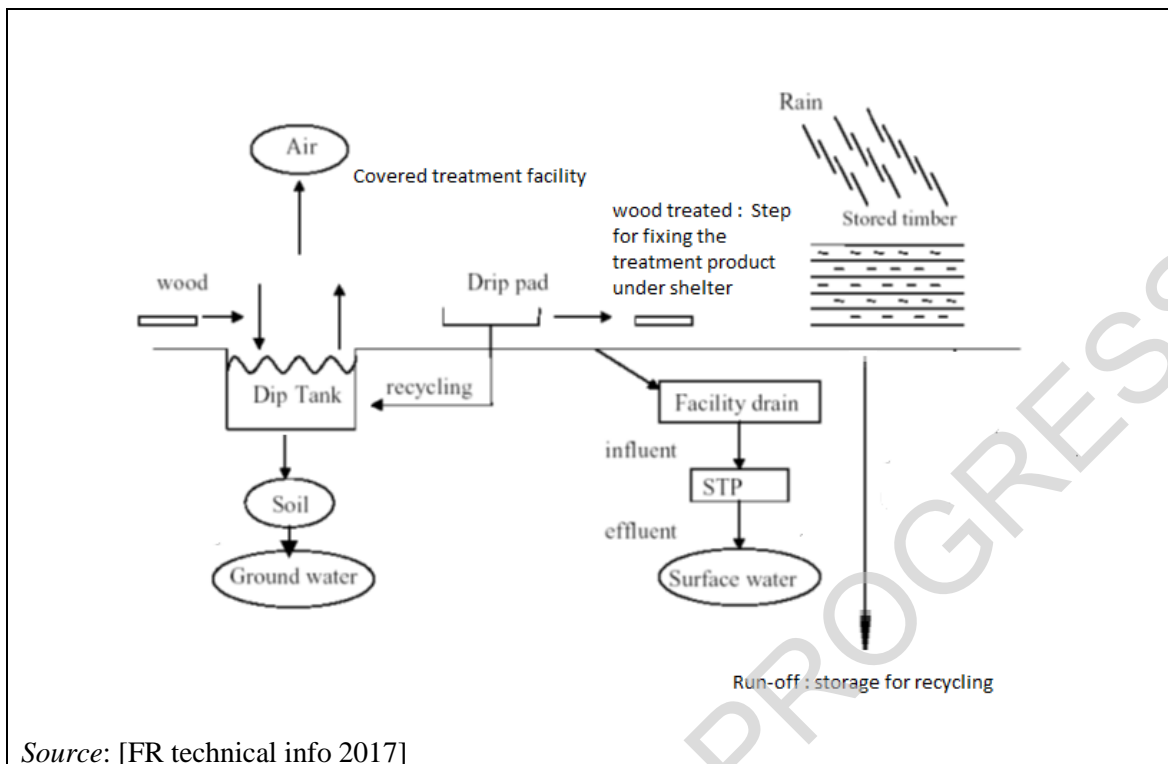 Rain
Air
Covered treatment facility
wood treated : Step
for fixing the
treatment product
under shelter
Stored timber
wood
Drip pad
Dip Tank
recycling
Facility drain
influent
STP
Soil
effluent
Ground water
Surface water
Run-off : storage for recycling
PROGRESS
Source: [FR technical info 2017]